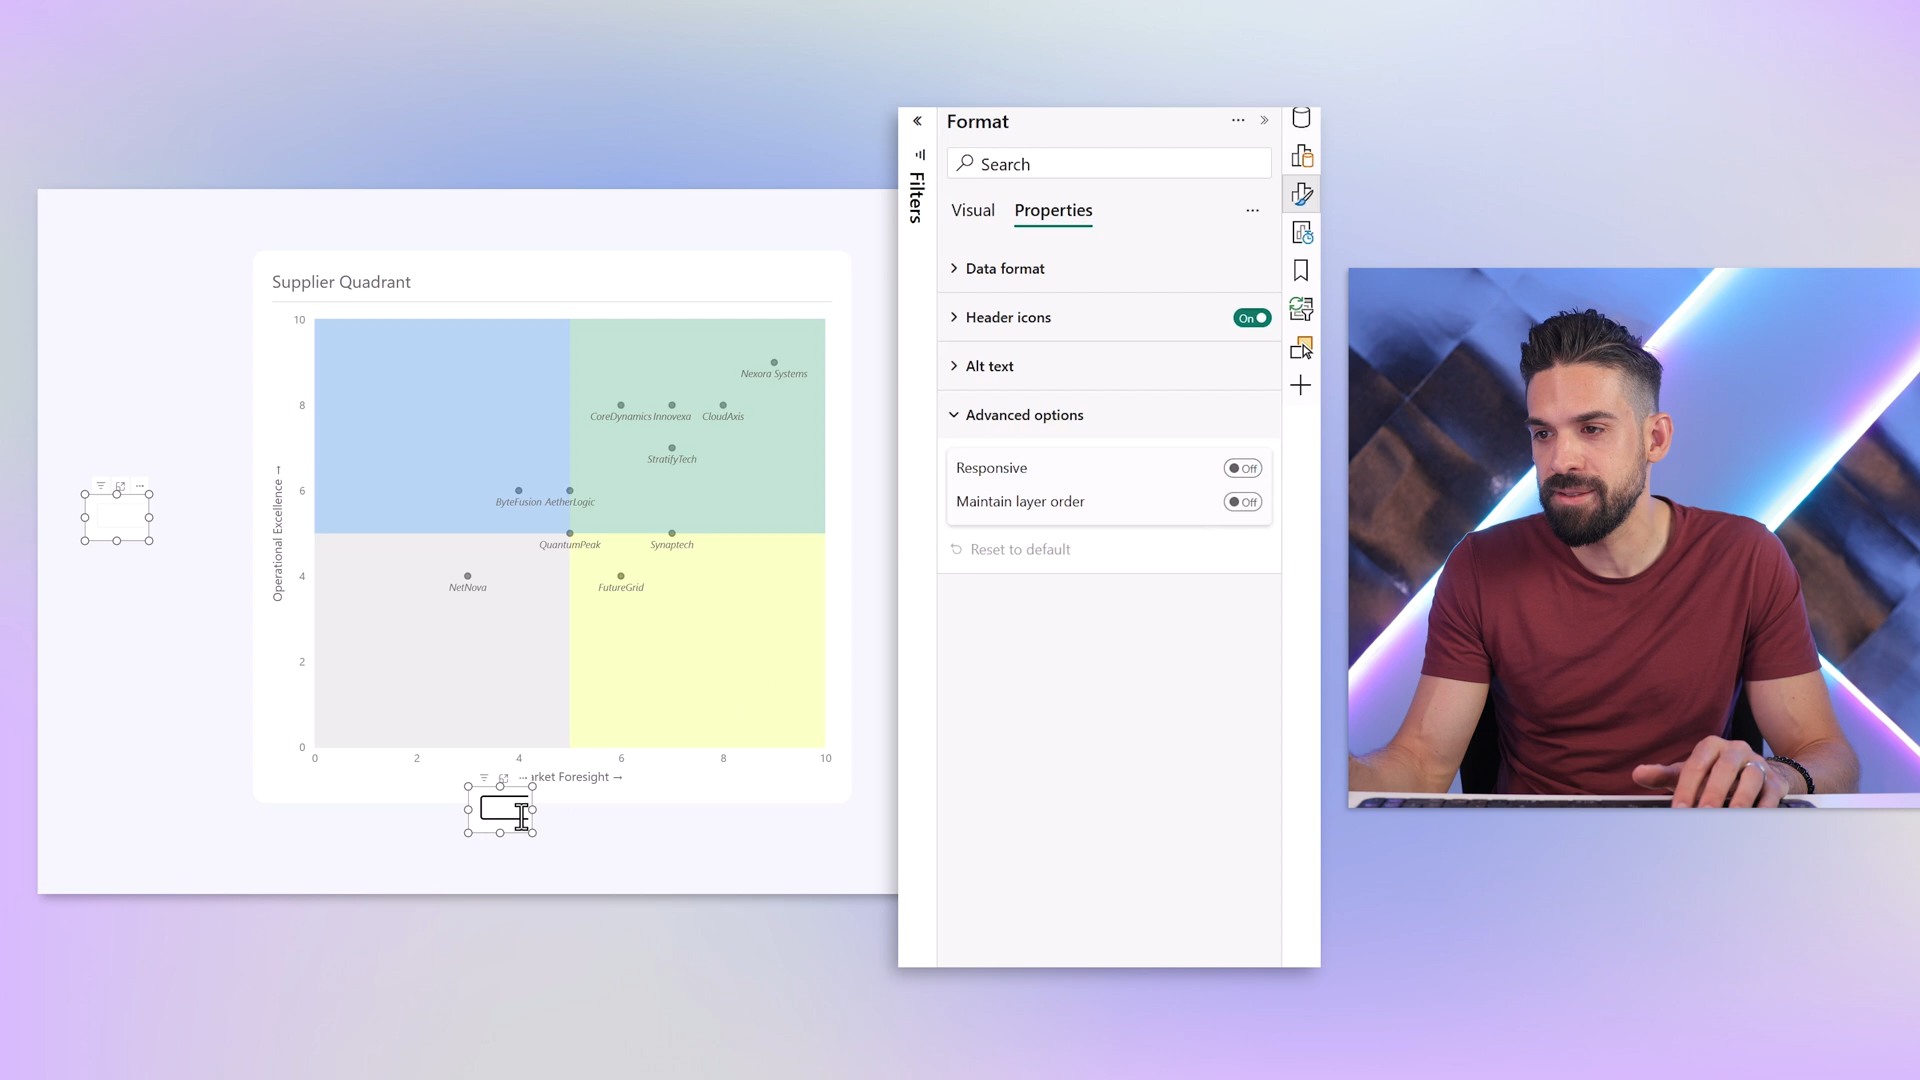 Supplier Quadrant
10
8
6
4
2
0
Operational Excellence →
Nexora Systems
CoreDynamics
Innovexa
CloudAxis
StratifyTech
ByteFusion
AetherLogic
QuantumPeak
Synaptech
NetNova
FutureGrid
0
2
4
6
8
10
arket Foresight →
Filters
Format
Search
Visual
Properties
Data format
Header icons
On
Alt text
Advanced options
Responsive
Off
Maintain layer order
Off
Reset to default